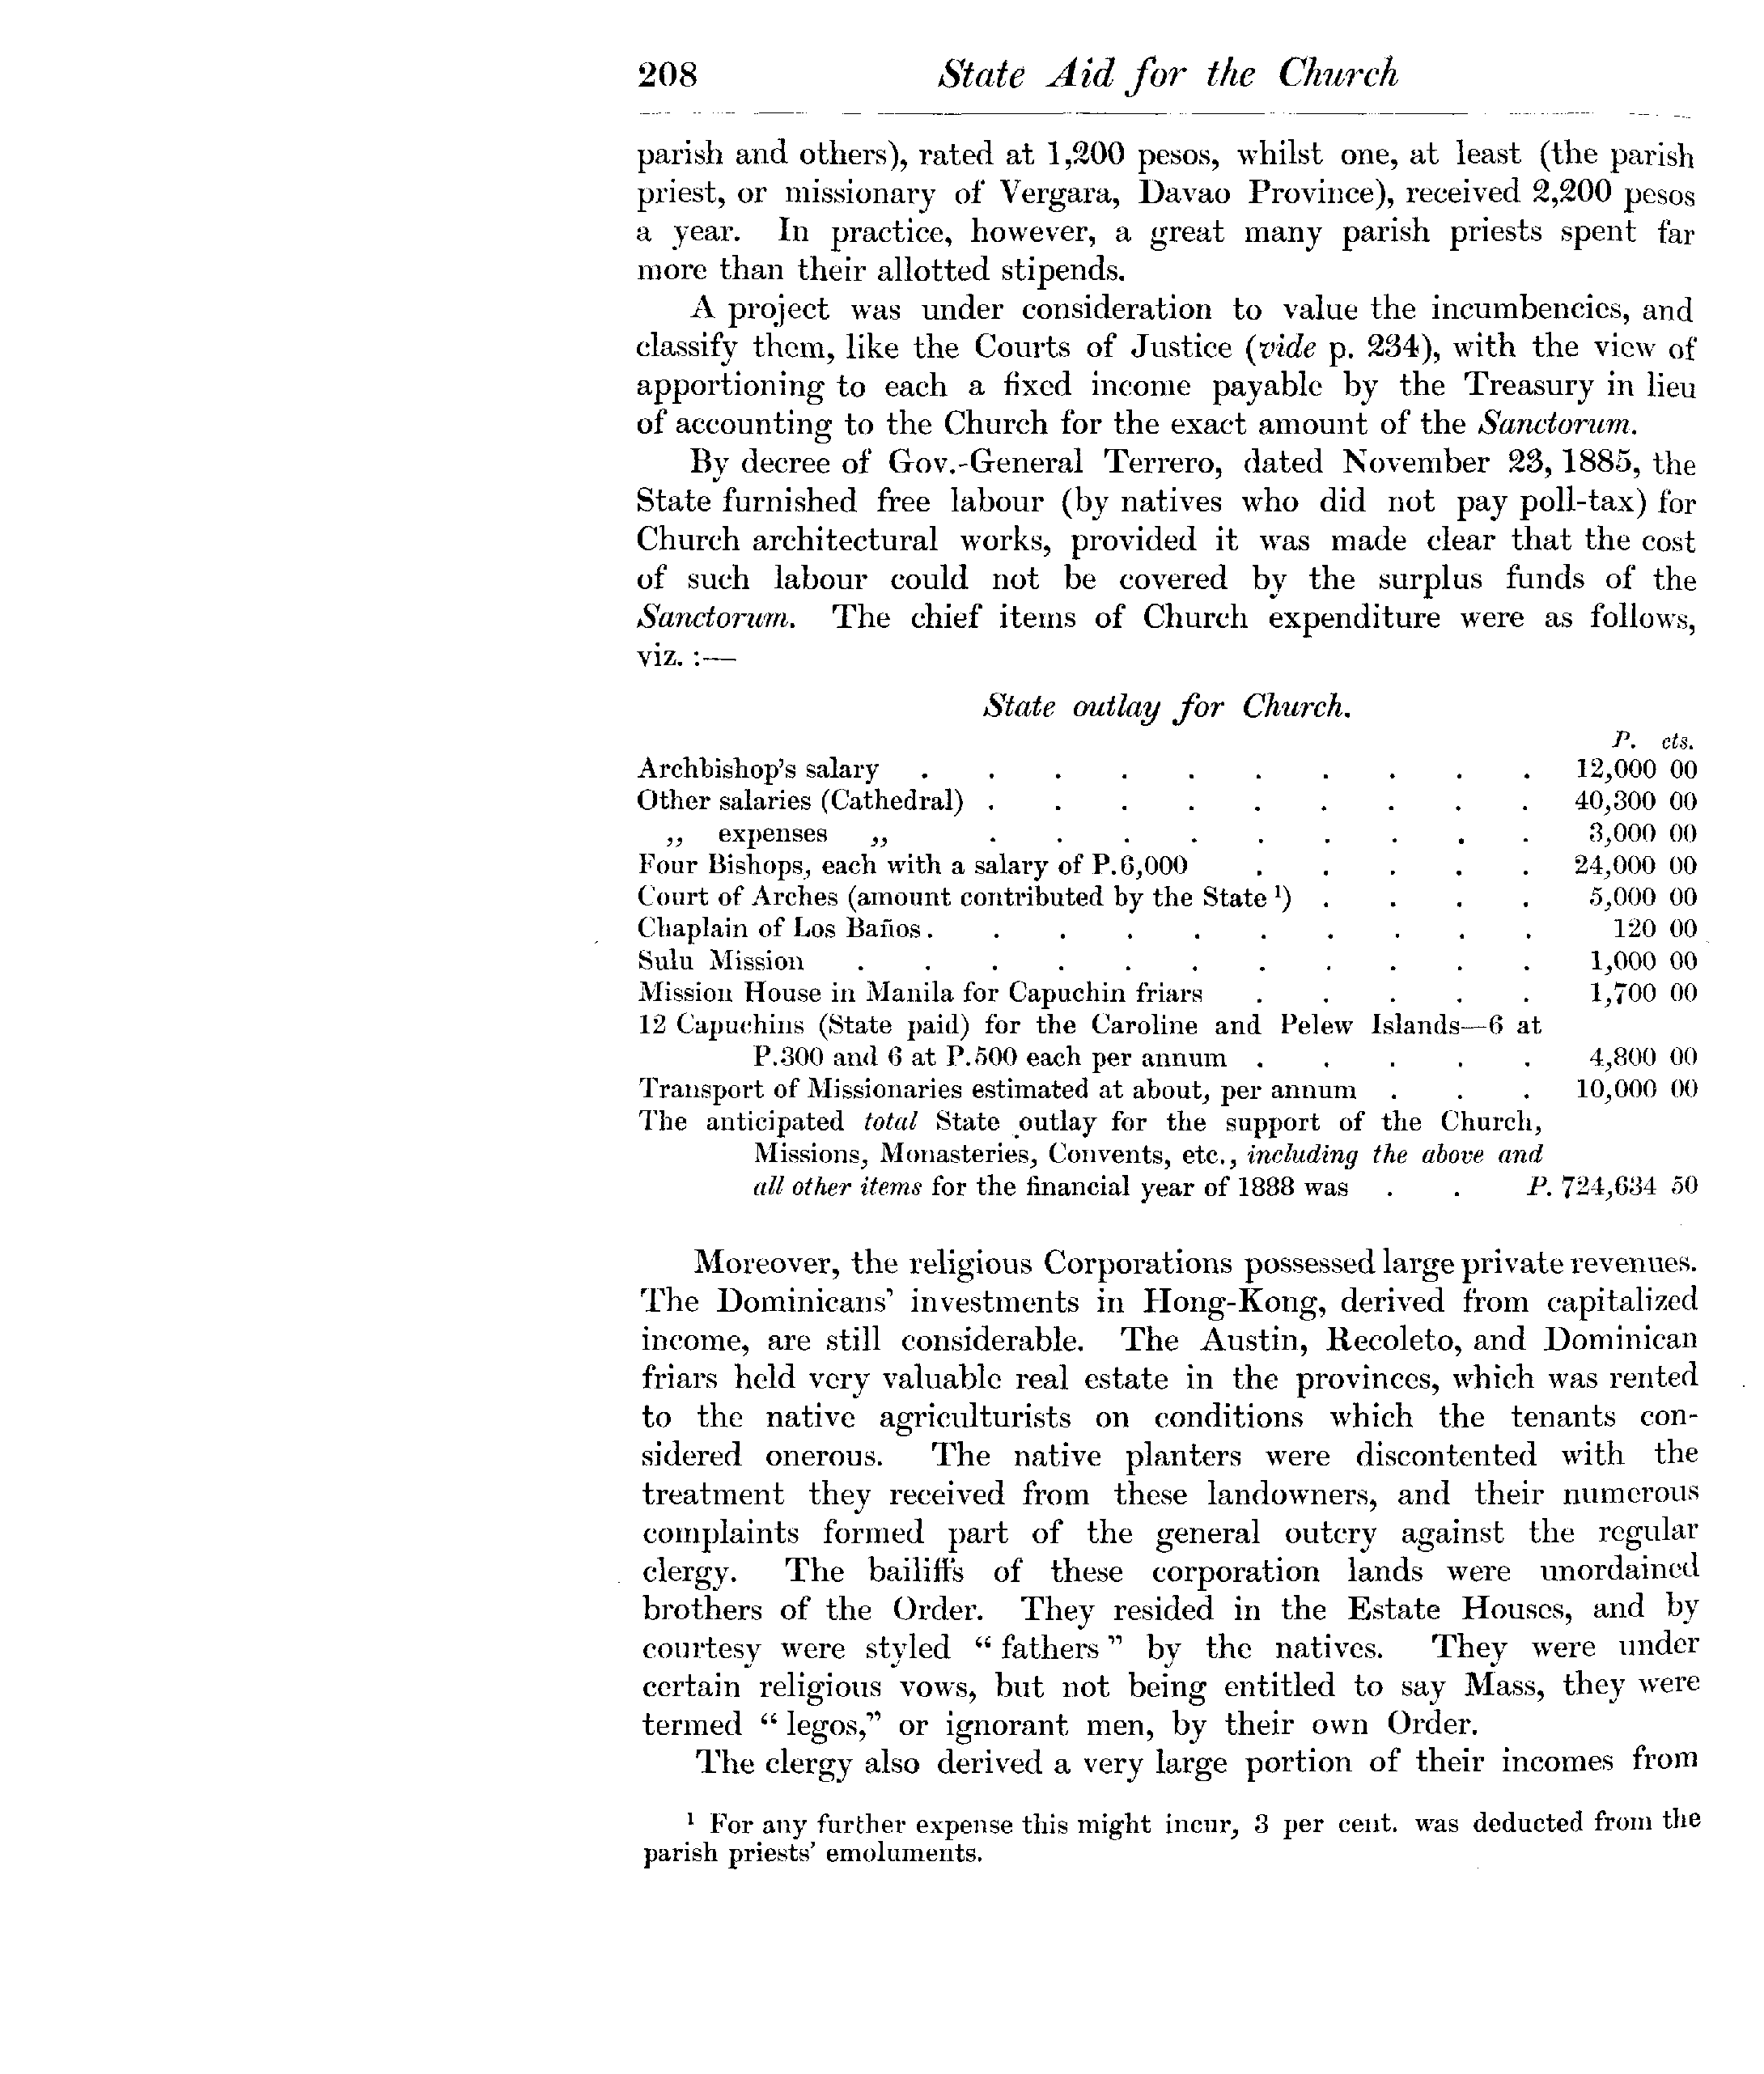 208 State Aid for the Church
parish and others), rated at 1,200 pesos, whilst one, at least (the parish
priest, or missionary of Vergara, Davao Province), received 2,200 pesos
a year. In practice, however, a great many parish priests spent far
more than their allotted stipends.
A project was under consideration to value the incumbencies, and
classify them, like the Courts of Justice (vide p. 234), with the view of
apportioning to each a fixed income payable by the Treasury in lieu
of accounting to the Church for the exact amount of the Sanctorum.
By decree of Gov.-General Terrero, dated November 23, 1885, the
State furnished free labour (by natives who did not pay poll-tax) for
Church architectural works, provided it was made clear that the cost
of such labour could not be covered by the surplus funds of the
Sanctorum. The chief items of Church expenditure were as follows,
viz. :—
State outlay for Church.
P. cts.
Archbishop's salary . . . . . . . . . . 12,000 00
Other salaries (Cathedral) . . . . . . . . . 40,300 00
„ expenses „ . . . . . . . . . 3,000 00
Four Bishops, each with a salary of P.6,000 . . . . . 24,000 00
Court of Arches (amount contributed by the State ¹) . . . . 5,000 00
Chaplain of Los Baños . . . . . . . . . . 120 00
Sulu Mission . . . . . . . . . . . 1,000 00
Mission House in Manila for Capuchin friars . . . . . 1,700 00
12 Capuchins (State paid) for the Caroline and Pelew Islands—6 at
P.300 and 6 at P.500 each per annum . . . . . 4,800 00
Transport of Missionaries estimated at about, per annum . . . 10,000 00
The anticipated total State outlay for the support of the Church,
Missions, Monasteries, Convents, etc., including the above and
all other items for the financial year of 1888 was . . P. 724,634 50
Moreover, the religious Corporations possessed large private revenues.
The Dominicans' investments in Hong-Kong, derived from capitalized
income, are still considerable. The Austin, Recoleto, and Dominican
friars held very valuable real estate in the provinces, which was rented
to the native agriculturists on conditions which the tenants con-
sidered onerous. The native planters were discontented with the
treatment they received from these landowners, and their numerous
complaints formed part of the general outcry against the regular
clergy. The bailiffs of these corporation lands were unordained
brothers of the Order. They resided in the Estate Houses, and by
courtesy were styled “ fathers ” by the natives. They were under
certain religious vows, but not being entitled to say Mass, they were
termed “ legos,” or ignorant men, by their own Order.
The clergy also derived a very large portion of their incomes from
¹ For any further expense this might incur, 3 per cent. was deducted from the
parish priests' emoluments.